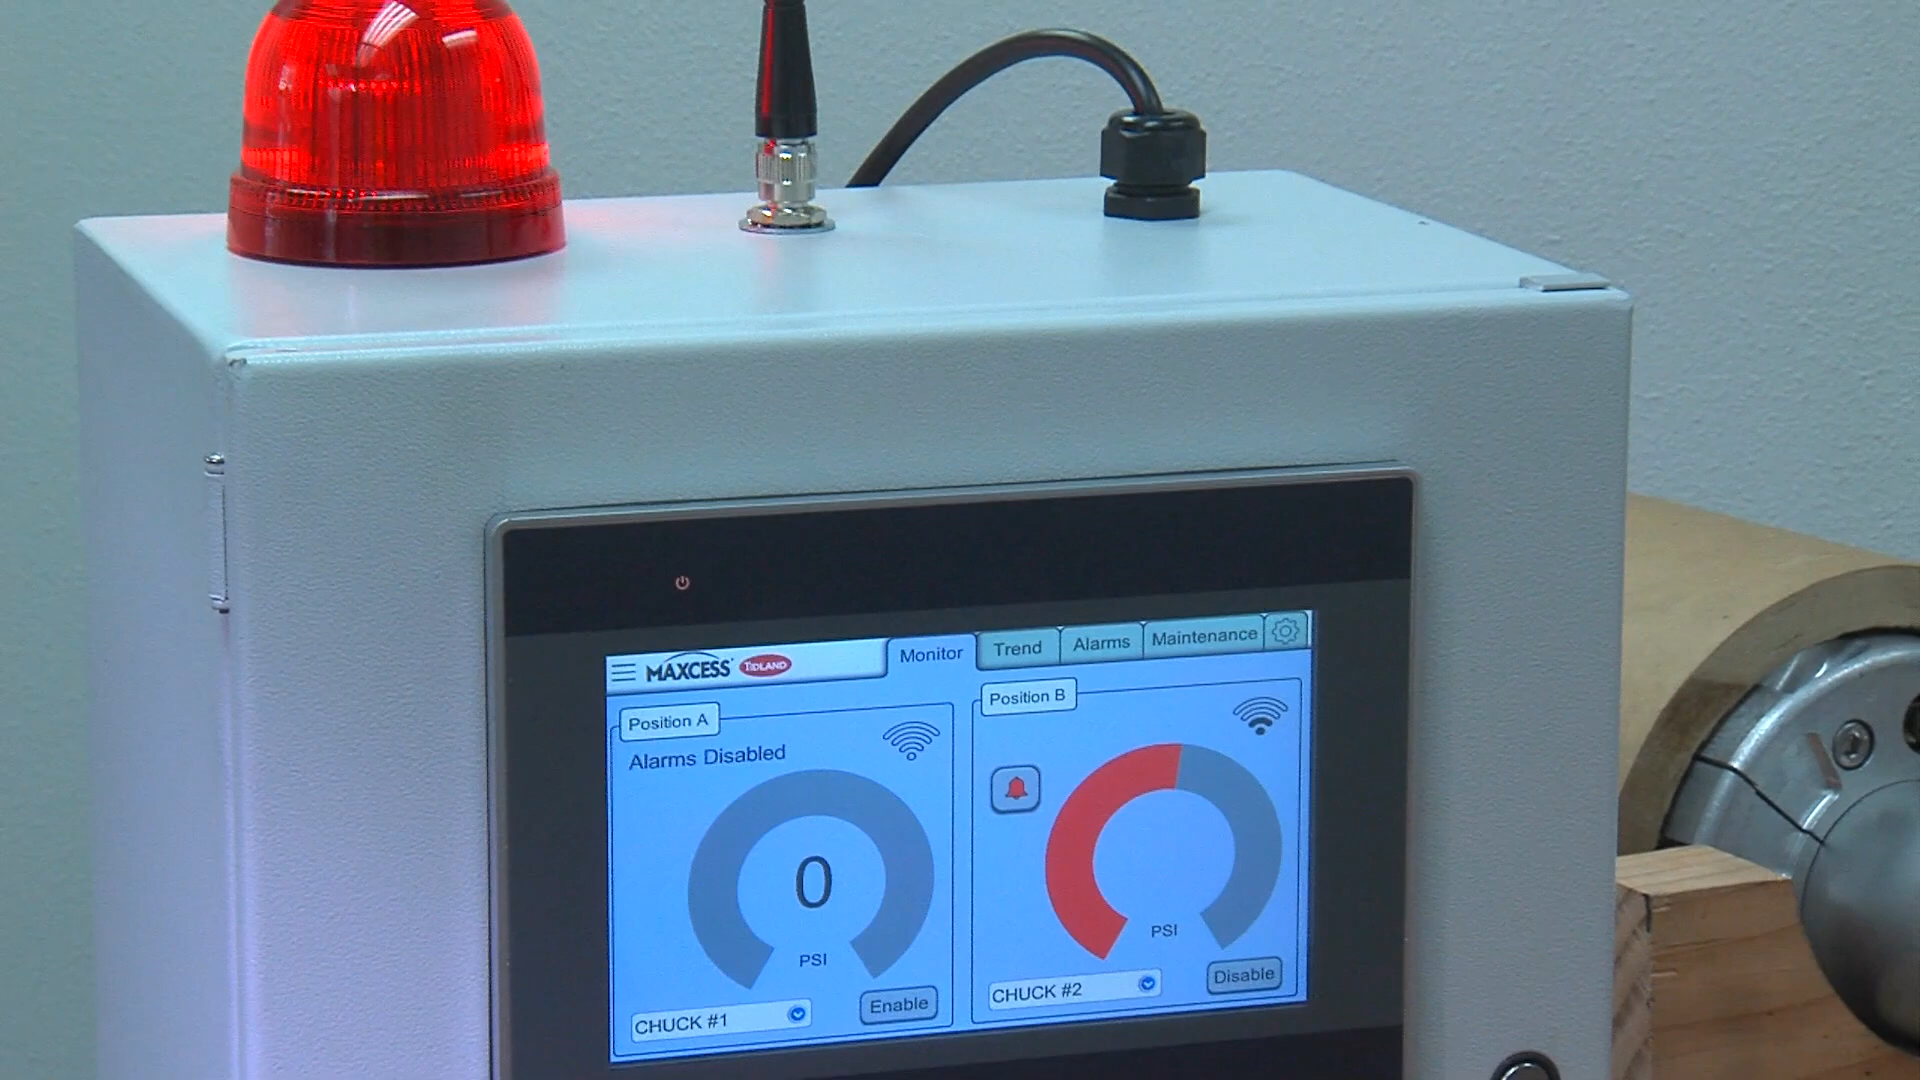 MAXCESS TIDLAND
Monitor
Trend
Alarms
Maintenance
Position A
Alarms Disabled
0
PSI
CHUCK #1
Enable
Position B
PSI
CHUCK #2
Disable